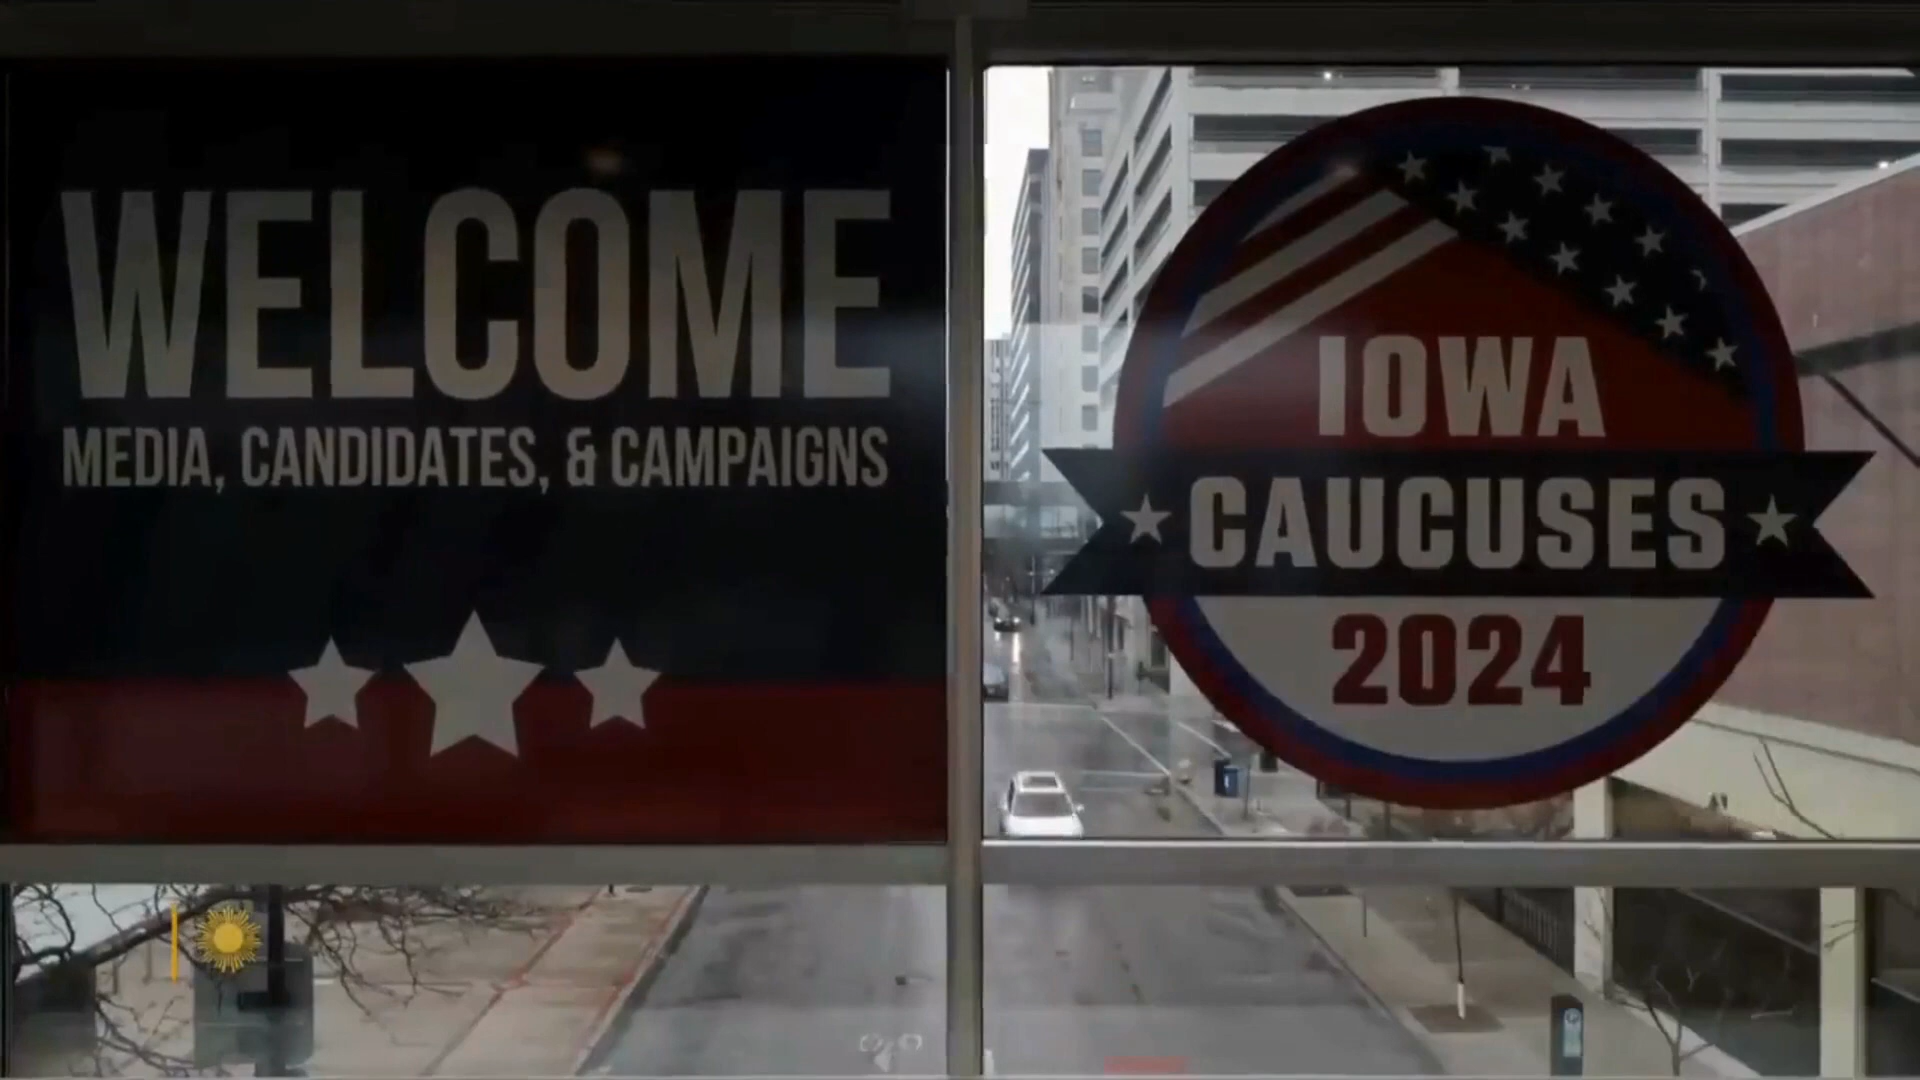 WELCOME
MEDIA, CANDIDATES, & CAMPAIGNS
IOWA
CAUCUSES
2024